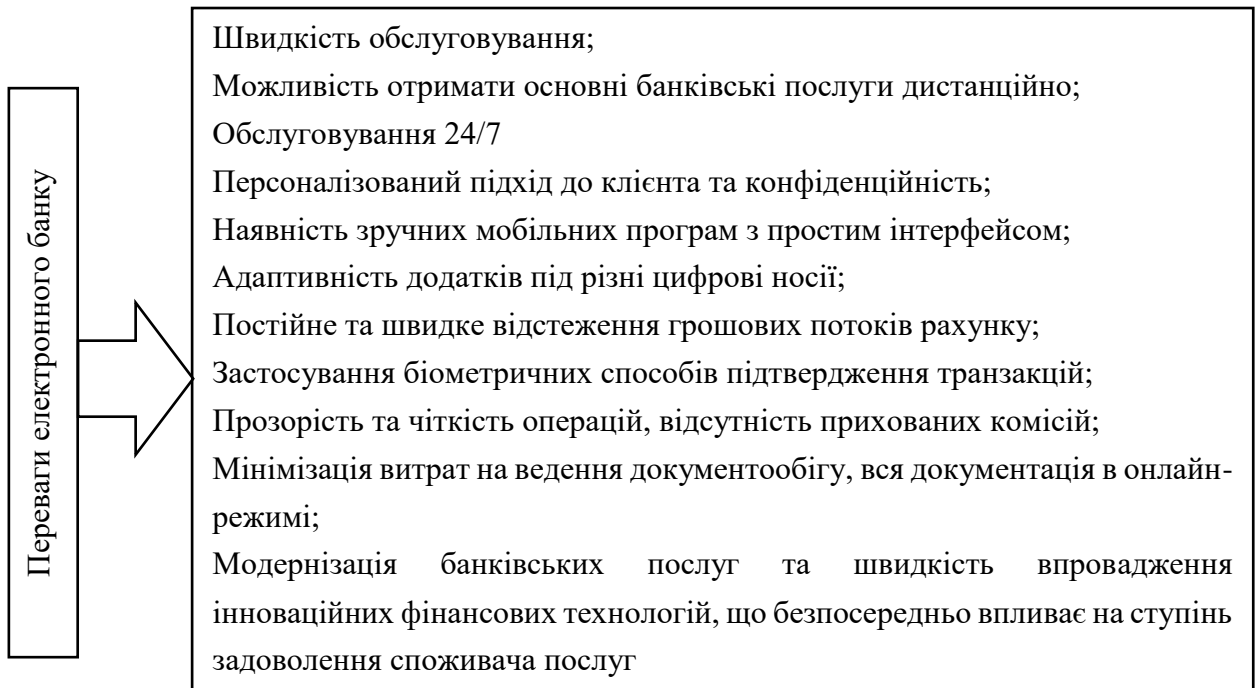 Переваги електронного банку
Швидкість обслуговування;
Можливість отримати основні банківські послуги дистанційно;
Обслуговування 24/7
Персоналізований підхід до клієнта та конфіденційність;
Наявність зручних мобільних програм з простим інтерфейсом;
Адаптивність додатків під різні цифрові носії;
Постійне та швидке відстеження грошових потоків рахунку;
Застосування біометричних способів підтвердження транзакцій;
Прозорість та чіткість операцій, відсутність прихованих комісій;
Мінімізація витрат на ведення документообігу, вся документація в онлайн-
режимі;
Модернізація банківських послуг та швидкість впровадження
інноваційних фінансових технологій, що безпосередньо впливає на ступінь
задоволення споживача послуг